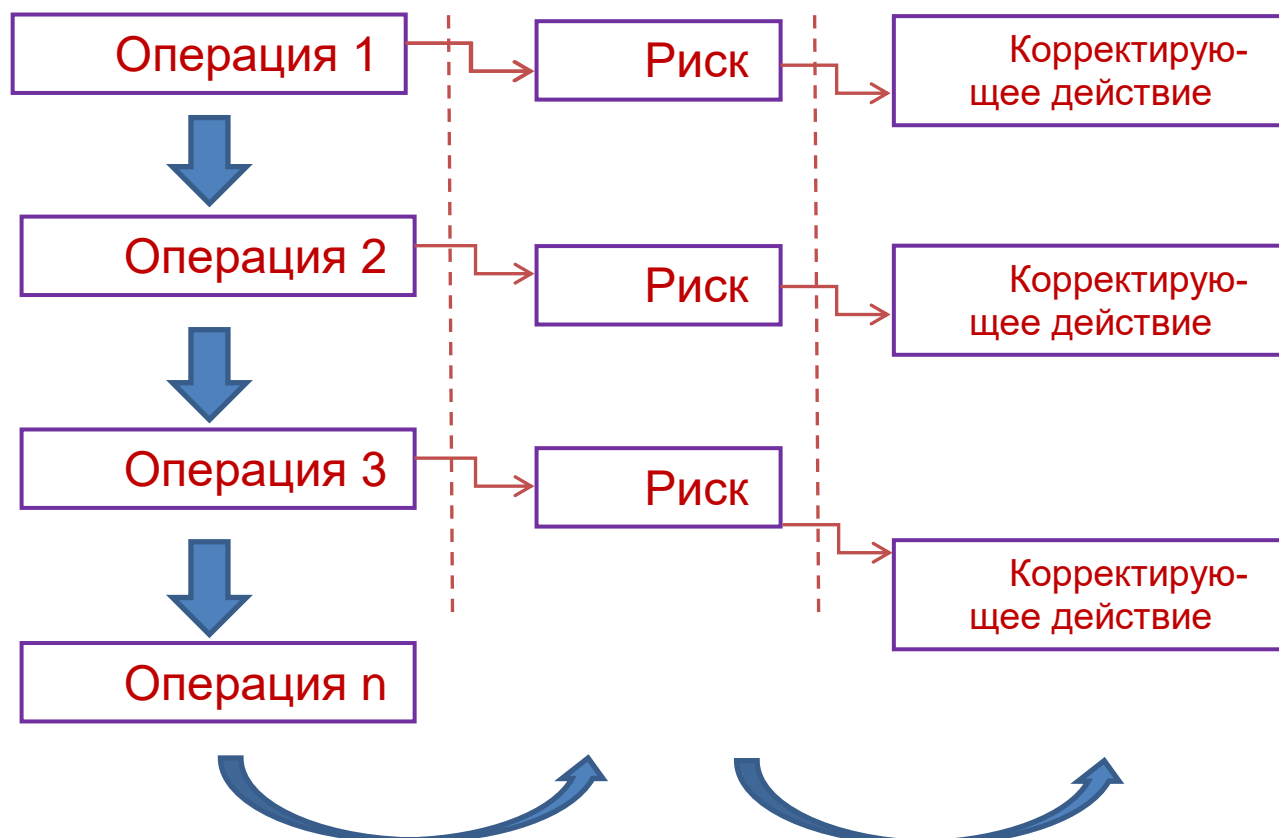 Операция 1
Риск
Корректирую-
щее действие
Операция 2
Риск
Корректирую-
щее действие
Операция 3
Риск
Корректирую-
щее действие
Операция n